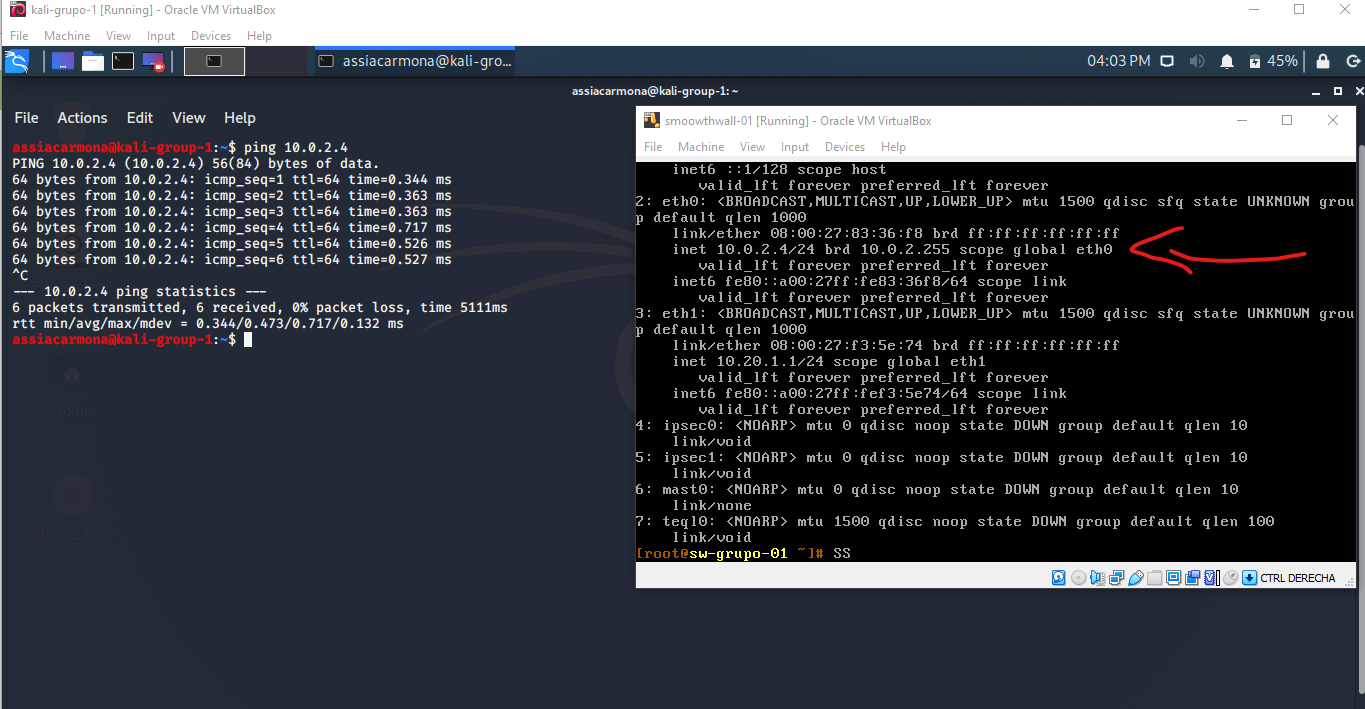 kali-grupo-1 [Running] - Oracle VM VirtualBox
File Machine View Input Devices Help
assiacarmona@kali-gro...
04:03 PM
45%
assiacarmona@kali-group-1: ~
File Actions Edit View Help
assiacarmona@kali-group-1:~$ ping 10.0.2.4
PING 10.0.2.4 (10.0.2.4) 56(84) bytes of data.
64 bytes from 10.0.2.4: icmp_seq=1 ttl=64 time=0.344 ms
64 bytes from 10.0.2.4: icmp_seq=2 ttl=64 time=0.363 ms
64 bytes from 10.0.2.4: icmp_seq=3 ttl=64 time=0.363 ms
64 bytes from 10.0.2.4: icmp_seq=4 ttl=64 time=0.717 ms
64 bytes from 10.0.2.4: icmp_seq=5 ttl=64 time=0.526 ms
64 bytes from 10.0.2.4: icmp_seq=6 ttl=64 time=0.527 ms
^C
--- 10.0.2.4 ping statistics ---
6 packets transmitted, 6 received, 0% packet loss, time 5111ms
rtt min/avg/max/mdev = 0.344/0.473/0.717/0.132 ms
assiacarmona@kali-group-1:~$
Home
VBox_GAs_...
smoowthwall-01 [Running] - Oracle VM VirtualBox
File Machine View Input Devices Help
inet6 ::1/128 scope host
valid_lft forever preferred_lft forever
2: eth0: <BROADCAST,MULTICAST,UP,LOWER_UP> mtu 1500 qdisc sfq state UNKNOWN grou
p default qlen 1000
link/ether 08:00:27:83:36:f8 brd ff:ff:ff:ff:ff:ff
inet 10.0.2.4/24 brd 10.0.2.255 scope global eth0
valid_lft forever preferred_lft forever
inet6 fe80::a00:27ff:fe83:36f8/64 scope link
valid_lft forever preferred_lft forever
3: eth1: <BROADCAST,MULTICAST,UP,LOWER_UP> mtu 1500 qdisc sfq state UNKNOWN grou
p default qlen 1000
link/ether 08:00:27:f3:5e:74 brd ff:ff:ff:ff:ff:ff
inet 10.20.1.1/24 scope global eth1
valid_lft forever preferred_lft forever
inet6 fe80::a00:27ff:fef3:5e74/64 scope link
valid_lft forever preferred_lft forever
4: ipsec0: <NOARP> mtu 0 qdisc noop state DOWN group default qlen 10
link/void
5: ipsec1: <NOARP> mtu 0 qdisc noop state DOWN group default qlen 10
link/void
6: mast0: <NOARP> mtu 0 qdisc noop state DOWN group default qlen 10
link/none
7: teql0: <NOARP> mtu 1500 qdisc noop state DOWN group default qlen 100
link/void
[root@sw-grupo-01 ~]# SS
CTRL DERECHA